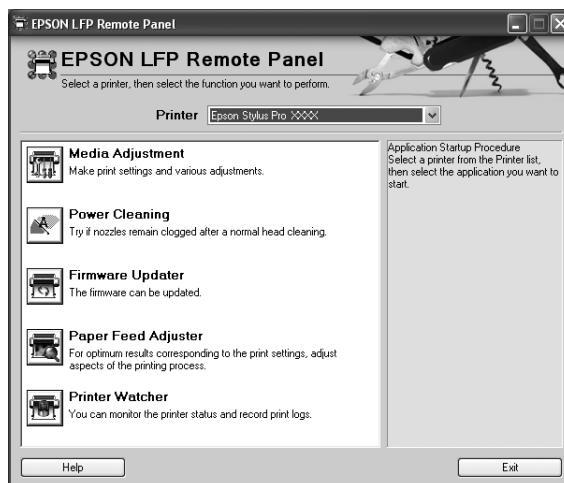 EPSON LFP Remote Panel
EPSON LFP Remote Panel
Select a printer, then select the function you want to perform.
Printer
Epson Stylus Pro XXXX
Media Adjustment
Make print settings and various adjustments.
Power Cleaning
Try if nozzles remain clogged after a normal head cleaning.
Firmware Updater
The firmware can be updated.
Paper Feed Adjuster
For optimum results corresponding to the print settings, adjust
aspects of the printing process.
Printer Watcher
You can monitor the printer status and record print logs.
Application Startup Procedure
Select a printer from the Printer list,
then select the application you want to
start.
Help
Exit